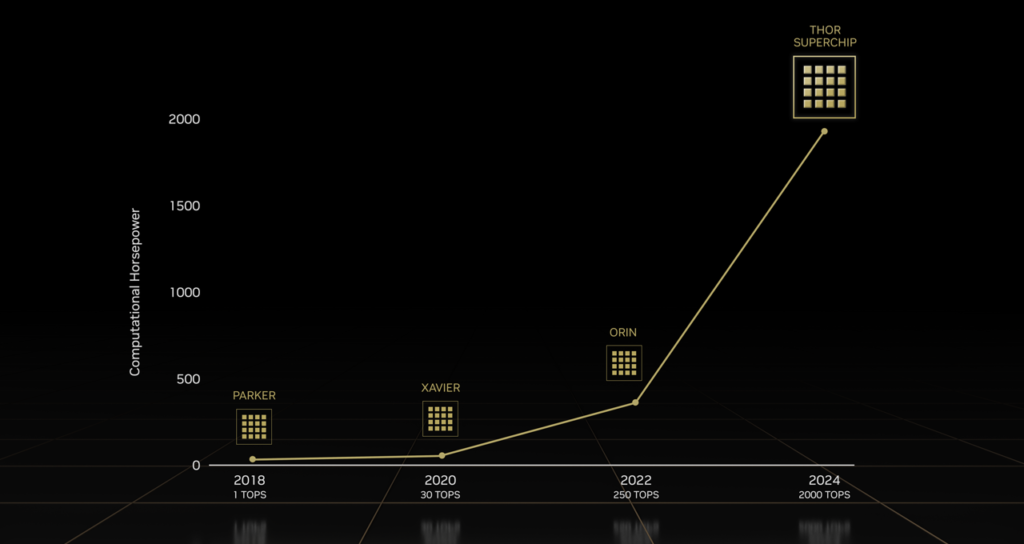 THOR
SUPERCHIP
2000
1500
Computational Horsepower
1000
ORIN
500
XAVIER
PARKER
0
2018
2020
2022
2024
1 TOPS
30 TOPS
250 TOPS
2000 TOPS